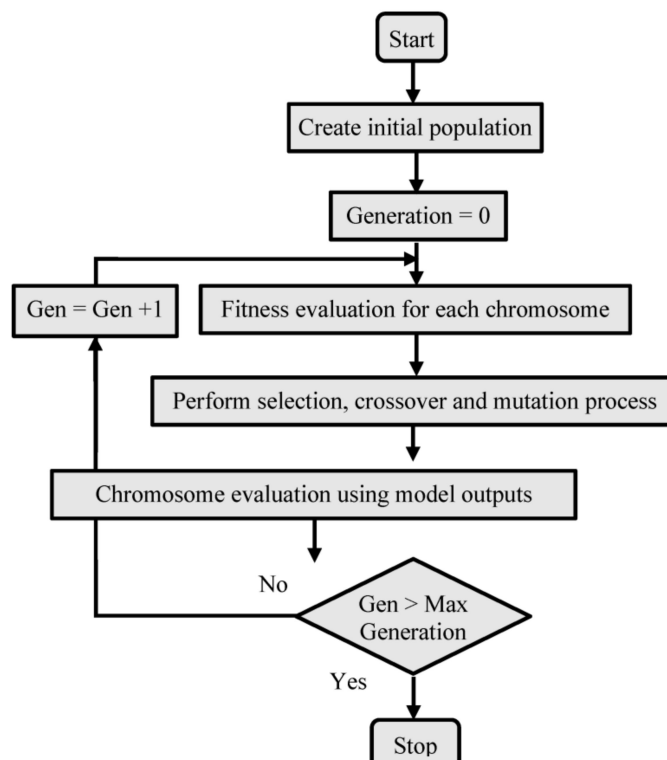 Start
Create initial population
Generation = 0
Gen = Gen +1
Fitness evaluation for each chromosome
Perform selection, crossover and mutation process
Chromosome evaluation using model outputs
No
Gen > Max
Generation
Yes
Stop